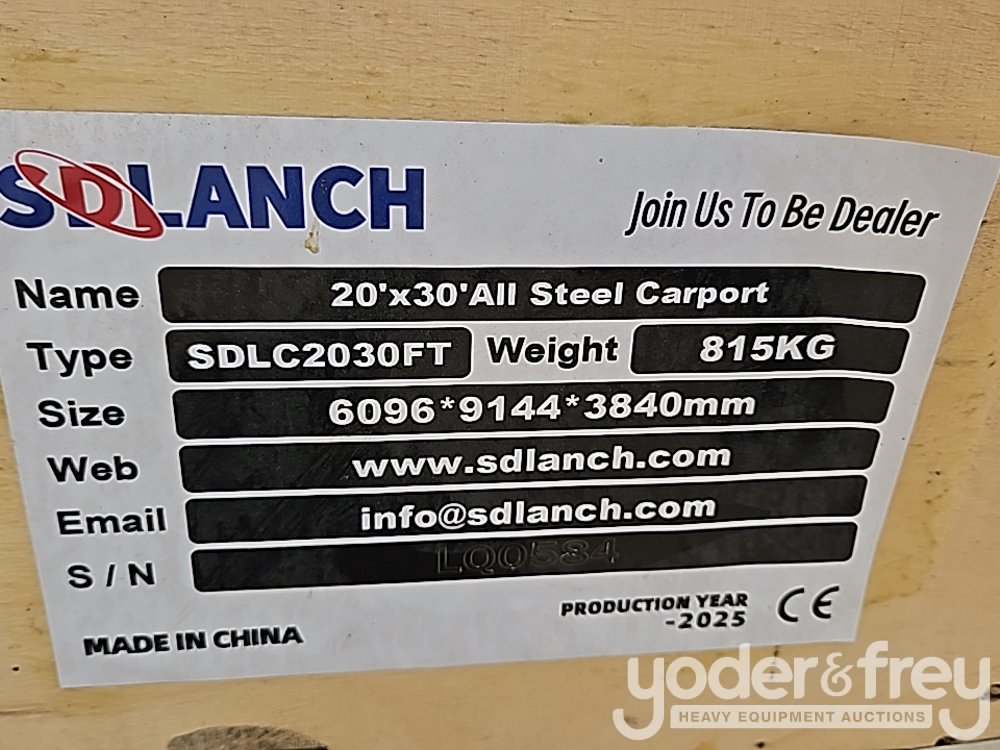 SDLANCH
Join Us To Be Dealer
Name 20'x30'All Steel Carport
Type SDLC2030FT Weight 815KG
Size 6096*9144*3840mm
Web www.sdlanch.com
Email info@sdlanch.com
S / N LQ0584
PRODUCTION YEAR
-2025
CE
MADE IN CHINA
yoder&frey
HEAVY EQUIPMENT AUCTIONS